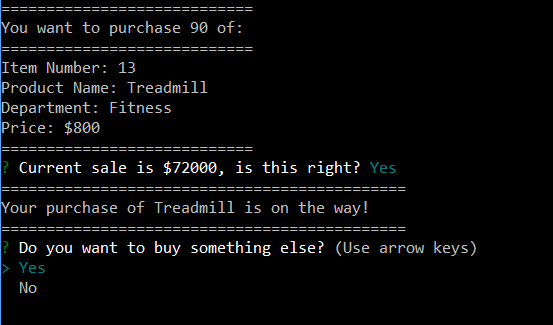 ============================
You want to purchase 90 of:
============================
Item Number: 13
Product Name: Treadmill
Department: Fitness
Price: $800
============================
? Current sale is $72000, is this right? Yes
=============================================
Your purchase of Treadmill is on the way!
=============================================
? Do you want to buy something else? (Use arrow keys)
> Yes
No